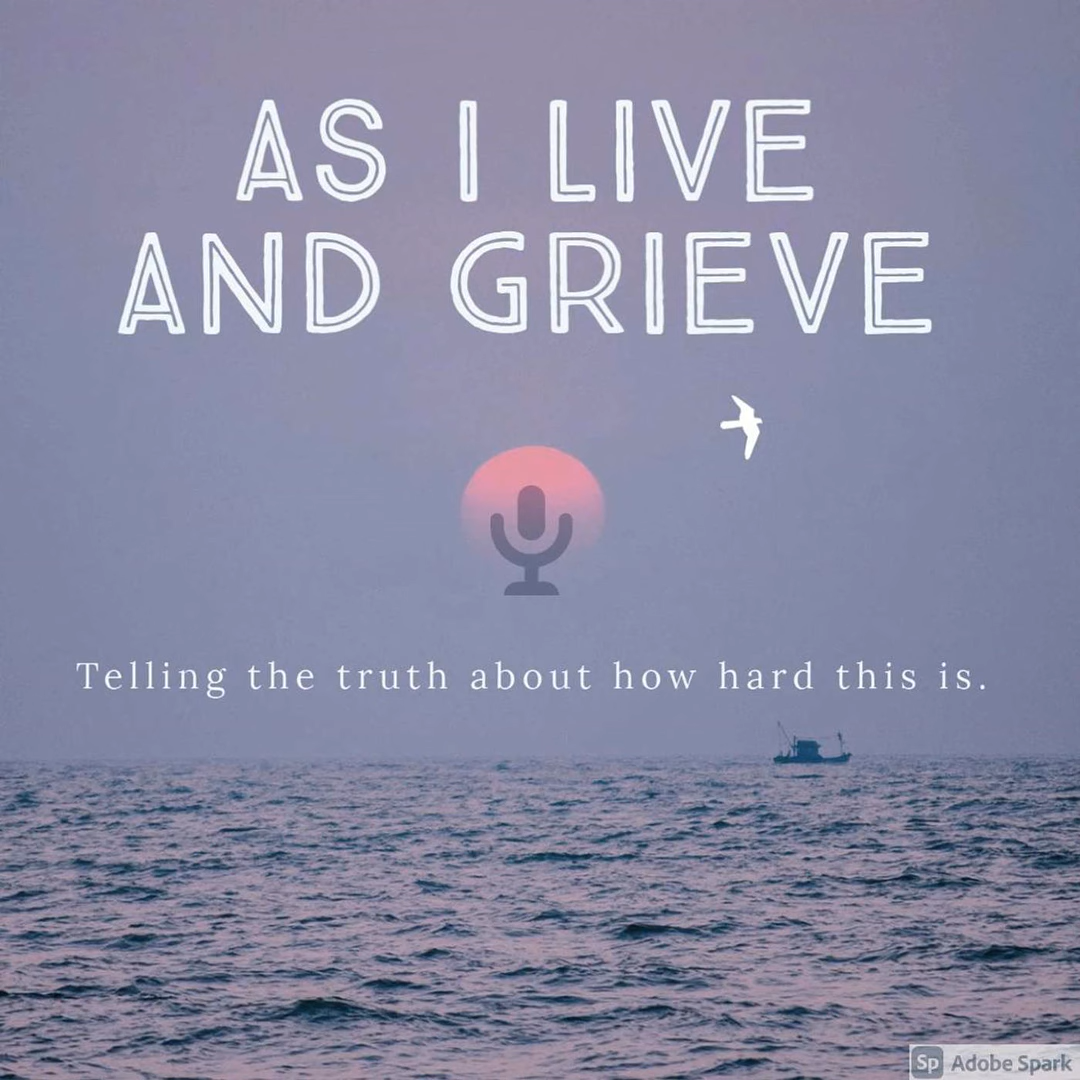 AS I LIVE
AND GRIEVE
Telling the truth about how hard this is.
Sp Adobe Spark